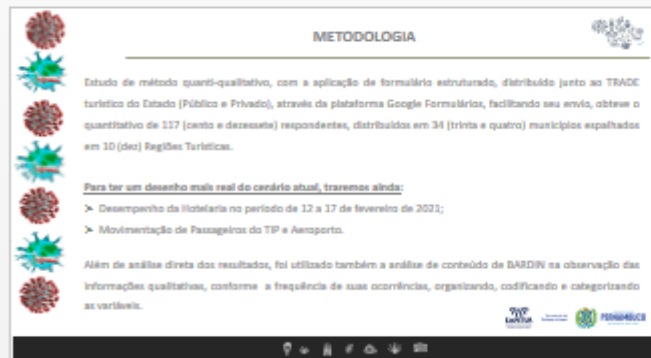 METODOLOGIA
Estudo de método quanti-qualitativo, com a aplicação de formulário estruturado, distribuído junto ao TRADE
turístico do Estado (Público e Privado), através da plataforma Google Formulários, facilitando seu envio, obteve o
quantitativo de 117 (cento e dezessete) respondentes, distribuídos em 34 (trinta e quatro) municípios espalhados
em 10 (dez) Regiões Turísticas.
Para ter um desenho mais real do cenário atual, traremos ainda:
➢ Desempenho da Hotelaria no período de 12 a 17 de fevereiro de 2021;
➢ Movimentação de Passageiros do TIP e Aeroporto.
Além de análise direta dos resultados, foi utilizado também a análise de conteúdo de BARDIN na observação das
informações qualitativas, conforme a frequência de suas ocorrências, organizando, codificando e categorizando
as variáveis.
PERNAMBUCO